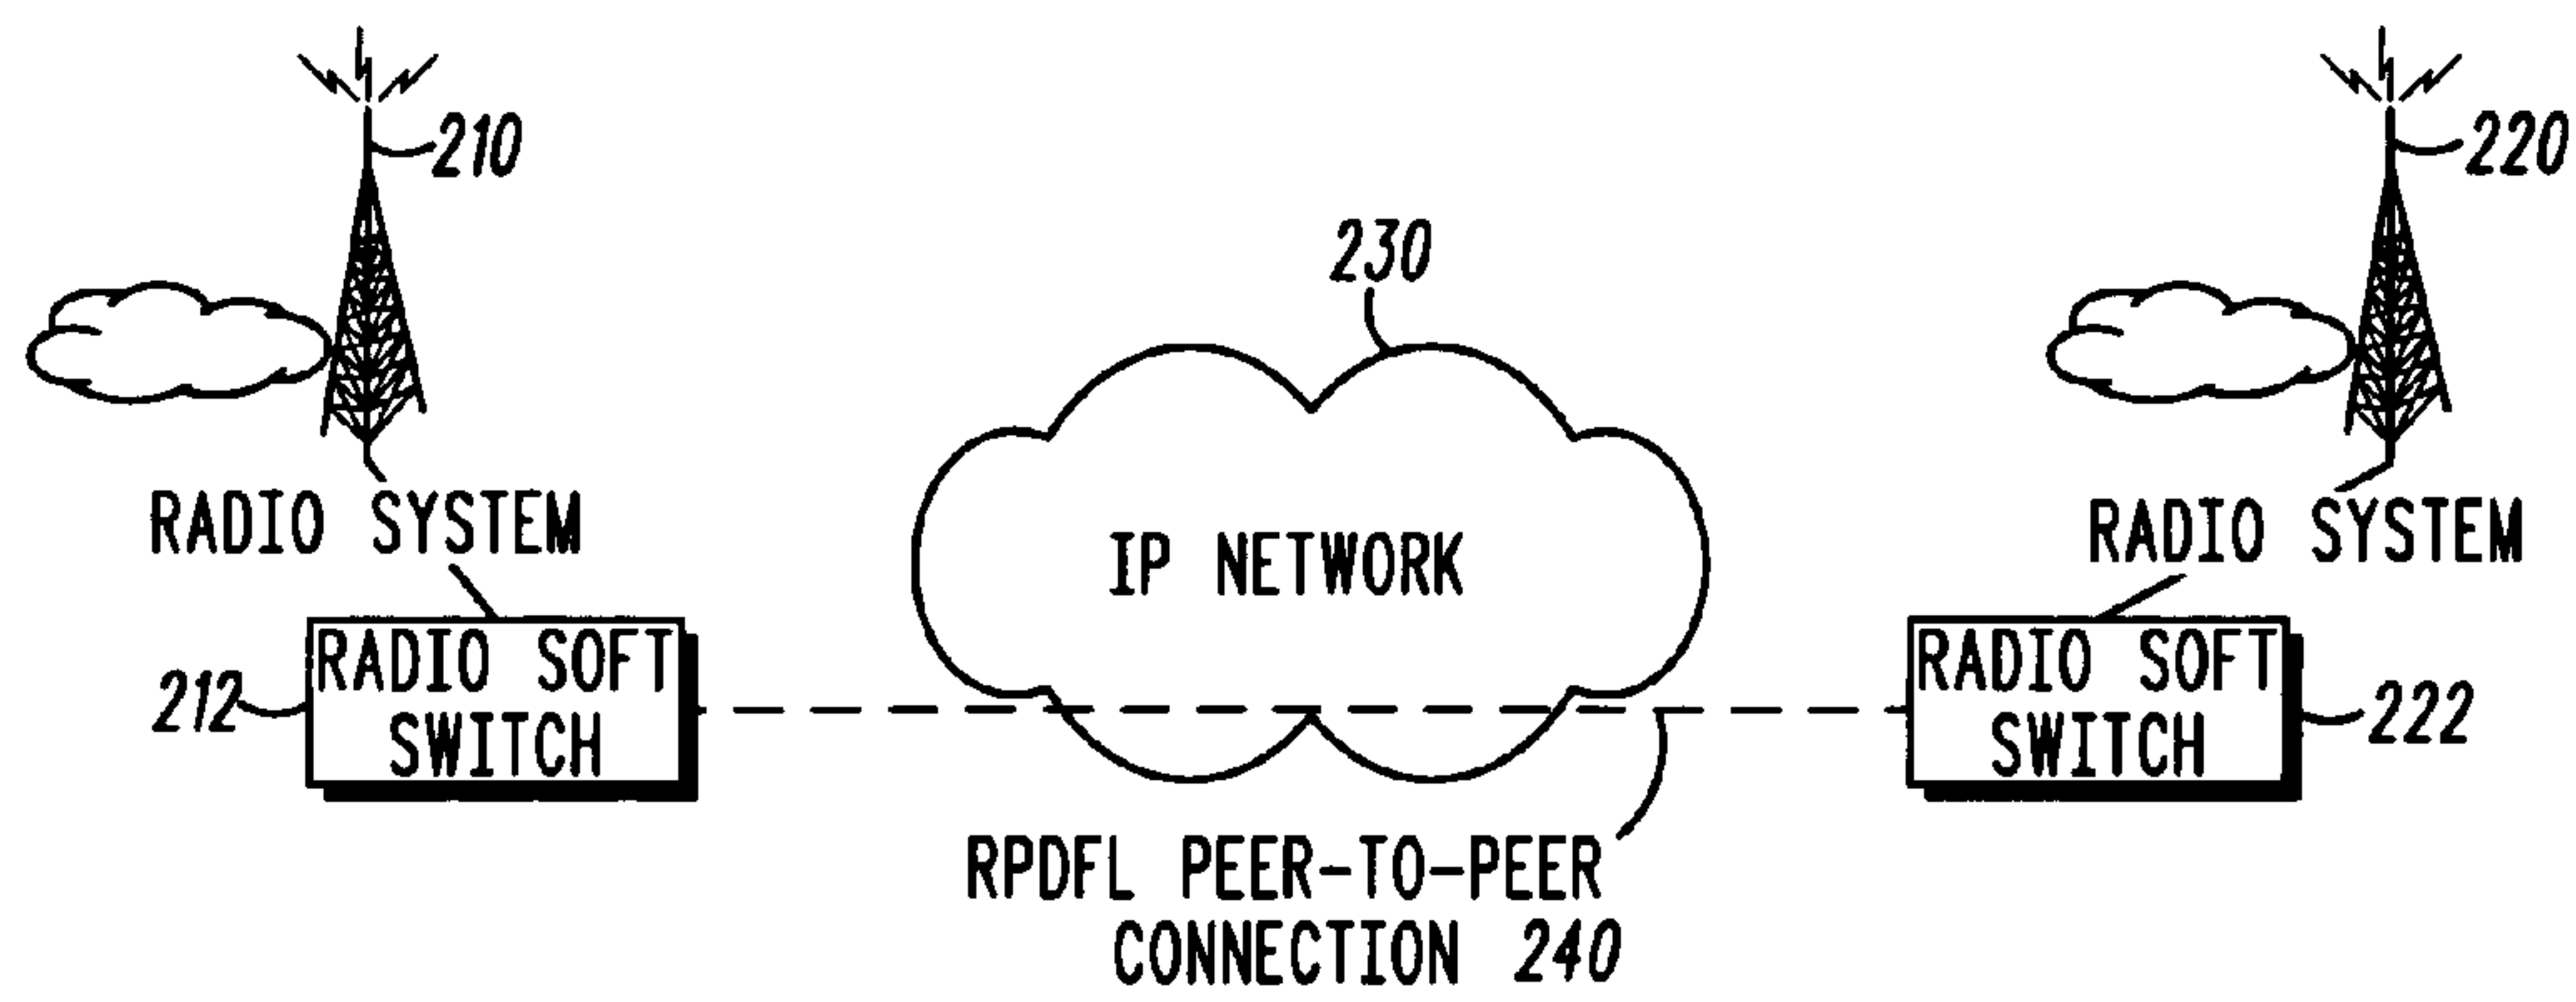 210
220
230
RADIO SYSTEM
RADIO SYSTEM
IP NETWORK
RADIO SOFT
SWITCH
212
RADIO SOFT
SWITCH
222
RPDFL PEER-TO-PEER
CONNECTION 240